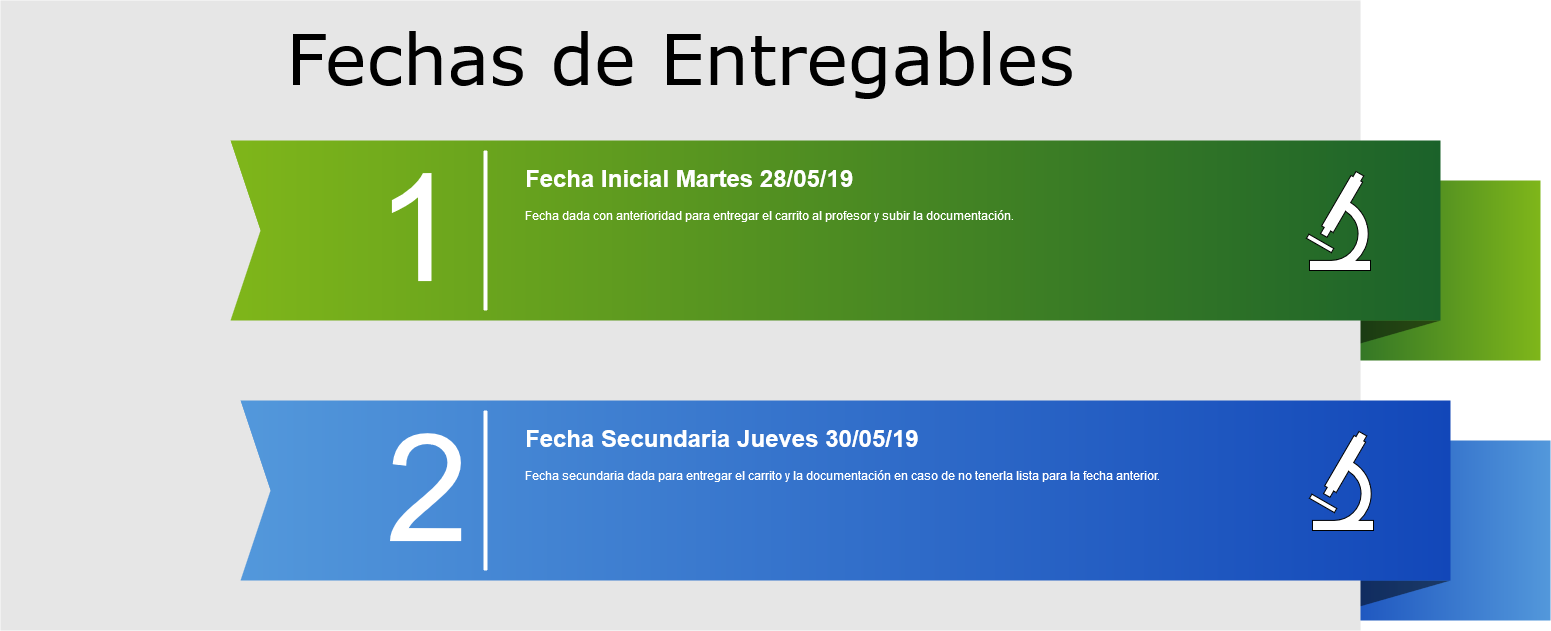 Fechas de Entregables
1
Fecha Inicial Martes 28/05/19
Fecha dada con anterioridad para entregar el carrito al profesor y subir la documentación.
2
Fecha Secundaria Jueves 30/05/19
Fecha secundaria dada para entregar el carrito y la documentación en caso de no tenerla lista para la fecha anterior.